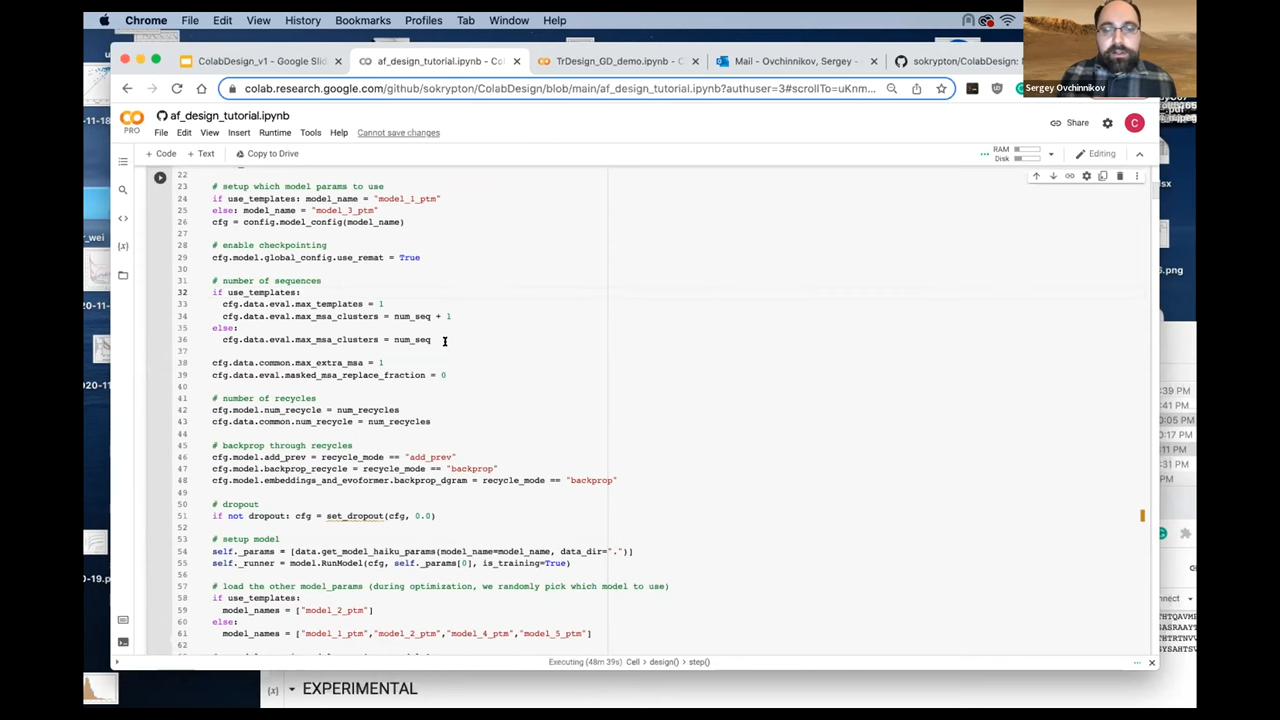 Chrome File Edit View History Bookmarks Profiles Tab Window Help
ColabDesign_v1 - Google Slid
af_design_tutorial.ipynb - Co
TrDesign_GD_demo.ipynb - C
Mail - Ovchinnikov, Sergey -
sokrypton/ColabDesign:
Sergey Ovchinnikov
colab.research.google.com/github/sokrypton/ColabDesign/blob/main/af_design_tutorial.ipynb?authuser=3#scrollTo=uKnm...
af_design_tutorial.ipynb
PRO
File Edit View Insert Runtime Tools Help Cannot save changes
Share
C
+ Code + Text Copy to Drive
RAM
Disk
Editing
22
23 # setup which model params to use
24 if use_templates: model_name = "model_1_ptm"
25 else: model_name = "model_3_ptm"
26 cfg = config.model_config(model_name)
27
28 # enable checkpointing
29 cfg.model.global_config.use_remat = True
30
31 # number of sequences
32 if use_templates:
33 cfg.data.eval.max_templates = 1
34 cfg.data.eval.max_msa_clusters = num_seq + 1
35 else:
36 cfg.data.eval.max_msa_clusters = num_seq
37
38 cfg.data.common.max_extra_msa = 1
39 cfg.data.eval.masked_msa_replace_fraction = 0
40
41 # number of recycles
42 cfg.model.num_recycle = num_recycles
43 cfg.data.common.num_recycle = num_recycles
44
45 # backprop through recycles
46 cfg.model.add_prev = recycle_mode == "add_prev"
47 cfg.model.backprop_recycle = recycle_mode == "backprop"
48 cfg.model.embeddings_and_evoformer.backprop_dgram = recycle_mode == "backprop"
49
50 # dropout
51 if not dropout: cfg = set_dropout(cfg, 0.0)
52
53 # setup model
54 self._params = [data.get_model_haiku_params(model_name=model_name, data_dir=".")]
55 self._runner = model.RunModel(cfg, self._params[0], is_training=True)
56
57 # load the other model_params (during optimization, we randomly pick which model to use)
58 if use_templates:
59 model_names = ["model_2_ptm"]
60 else:
61 model_names = ["model_1_ptm","model_2_ptm","model_4_ptm","model_5_ptm"]
62
Executing (48m 39s) Cell > design() > step()
EXPERIMENTAL